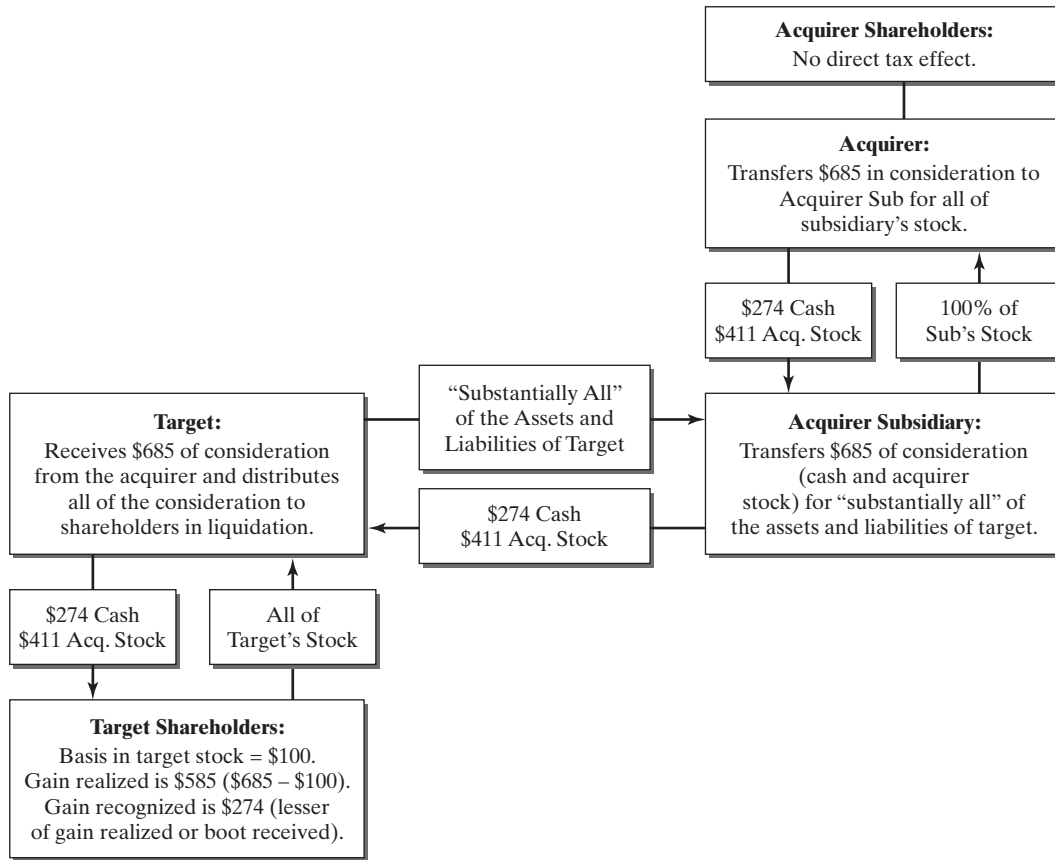 Acquirer Shareholders:
No direct tax effect.
Acquirer:
Transfers $685 in consideration to
Acquirer Sub for all of
subsidiary's stock.
$274 Cash
$411 Acq. Stock
100% of
Sub's Stock
"Substantially All"
of the Assets and
Liabilities of Target
Target:
Receives $685 of consideration
from the acquirer and distributes
all of the consideration to
shareholders in liquidation.
Acquirer Subsidiary:
Transfers $685 of consideration
(cash and acquirer
stock) for "substantially all" of
the assets and liabilities of target.
$274 Cash
$411 Acq. Stock
$274 Cash
$411 Acq. Stock
All of
Target's Stock
Target Shareholders:
Basis in target stock = $100.
Gain realized is $585 ($685 – $100).
Gain recognized is $274 (lesser
of gain realized or boot received).